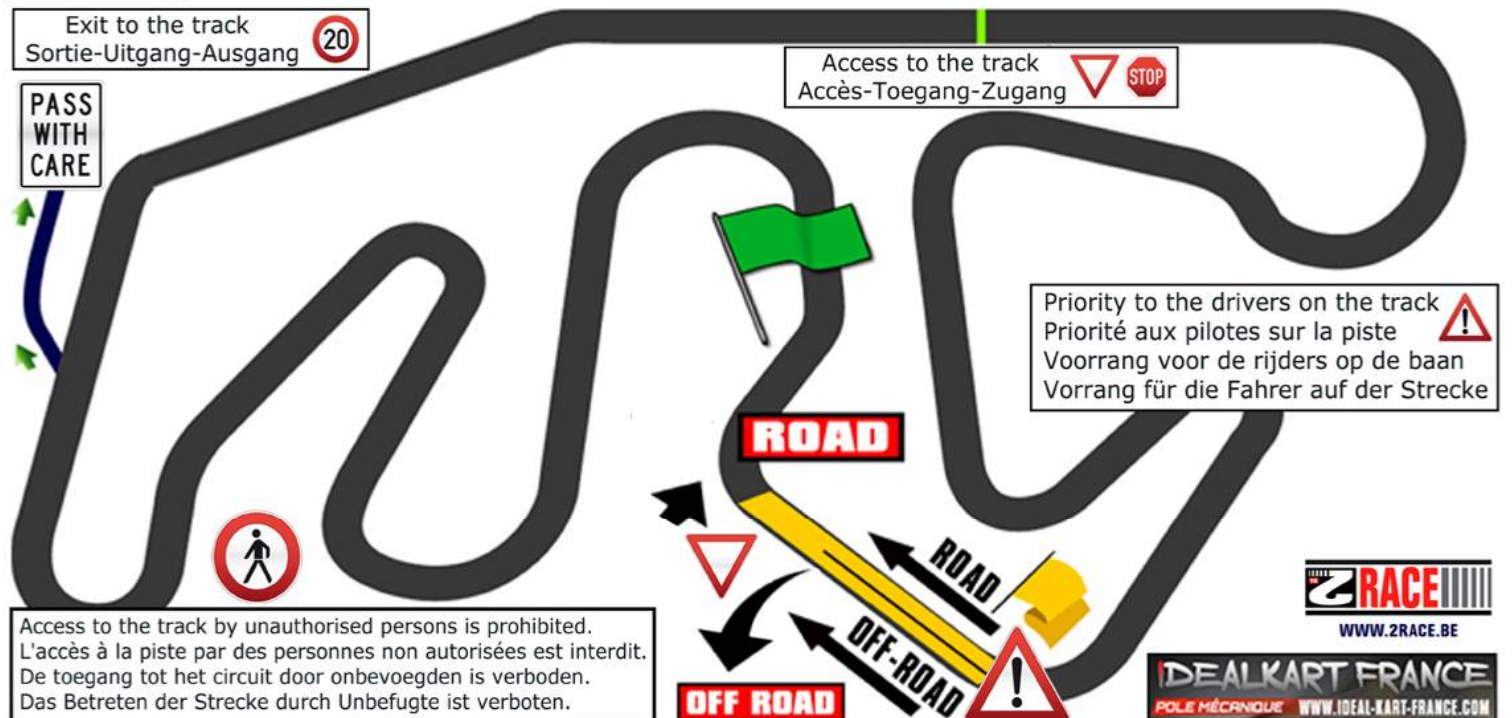 Exit to the track
Sortie-Uitgang-Ausgang
20
PASS
WITH
CARE
Access to the track
Accès-Toegang-Zugang
STOP
Priority to the drivers on the track
Priorité aux pilotes sur la piste
Voorrang voor de rijders op de baan
Vorrang für die Fahrer auf der Strecke
ROAD
ROAD
OFF-ROAD
OFF ROAD
Access to the track by unauthorised persons is prohibited.
L'accès à la piste par des personnes non autorisées est interdit.
De toegang tot het circuit door onbevoegden is verboden.
Das Betreten der Strecke durch Unbefugte ist verboten.
2RACE
WWW.2RACE.BE
IDEALKART FRANCE
POLE MÉCANIQUE WWW.IDEAL-KART-FRANCE.COM